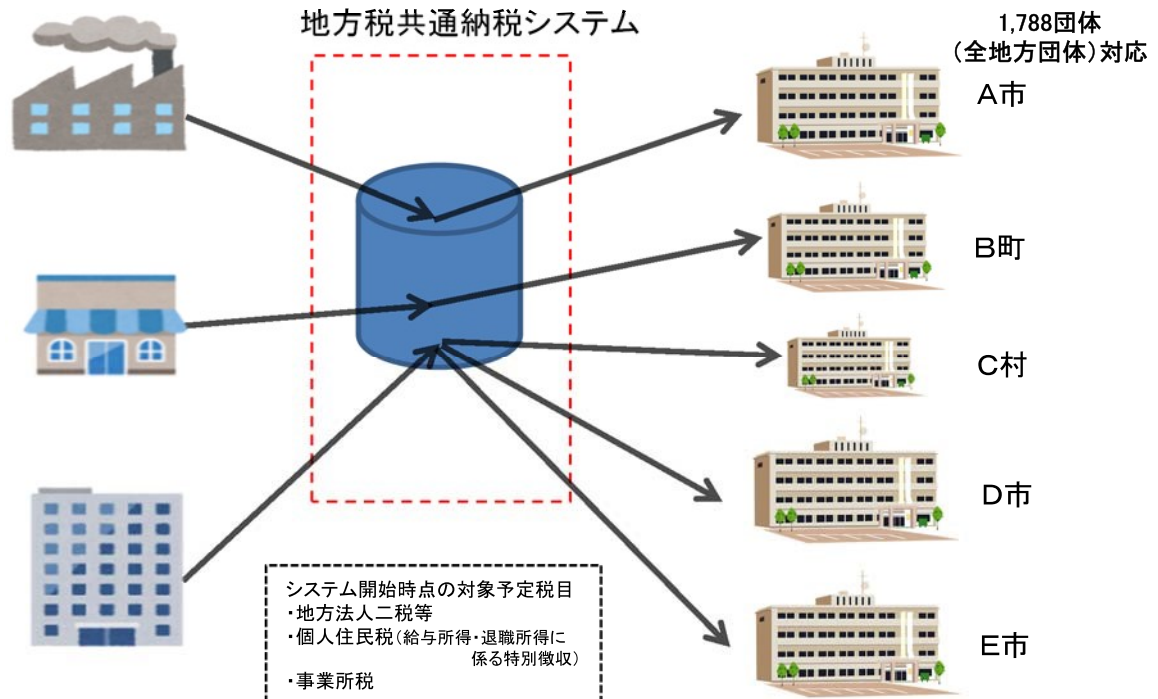 地方税共通納税システム
1,788団体
（全地方団体）対応
A市
B町
C村
D市
E市
システム開始時点の対象予定税目
・地方法人二税等
・個人住民税（給与所得・退職所得に
係る特別徴収）
・事業所税